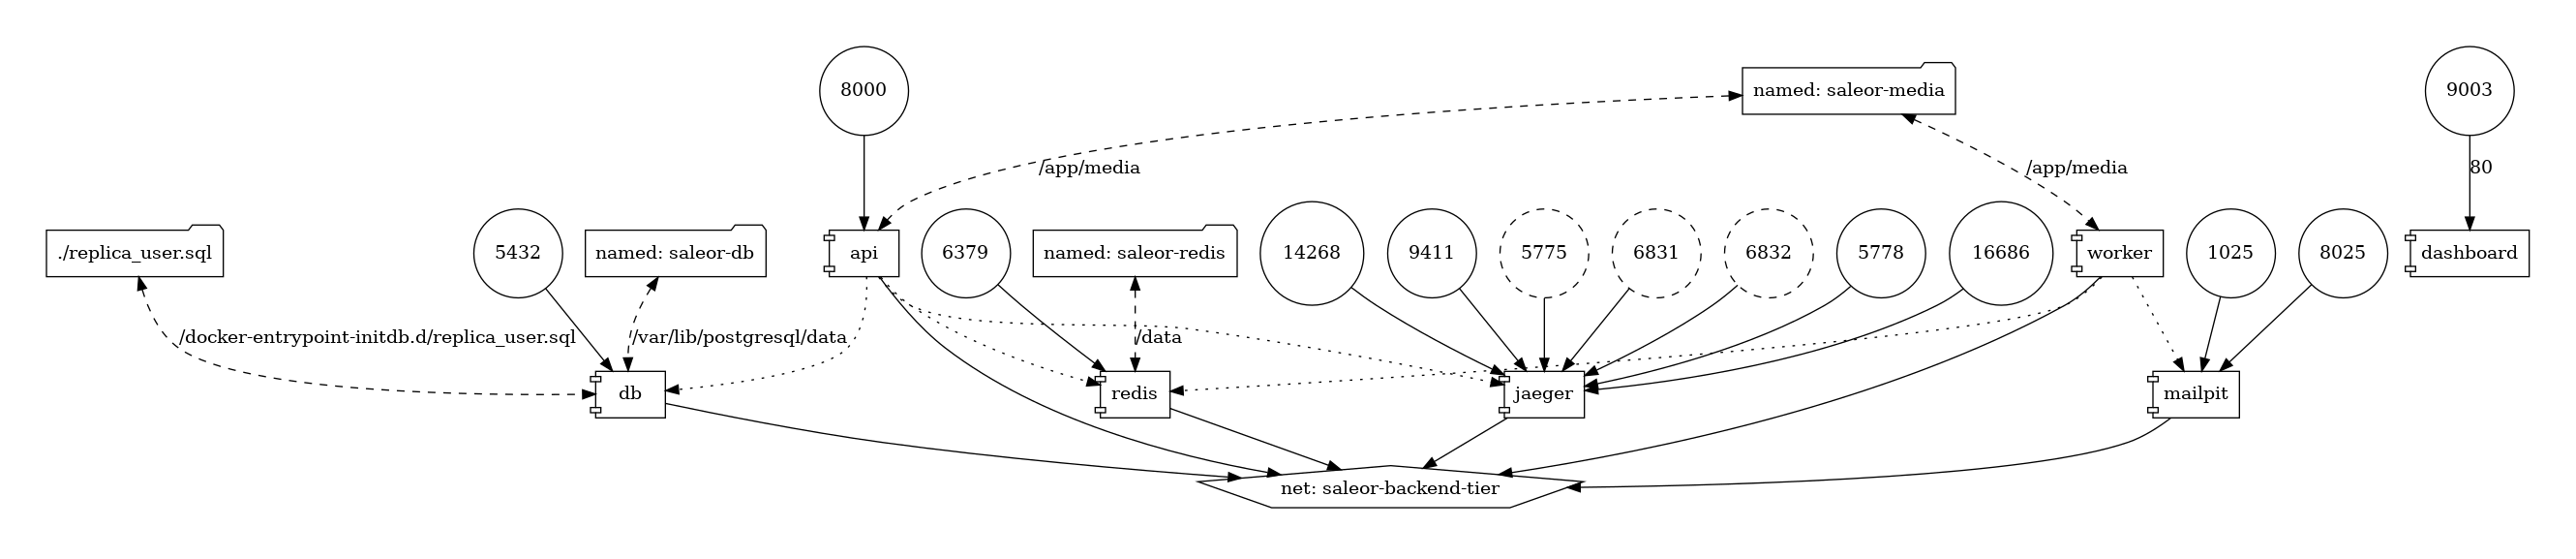 8000
named: saleor-media
9003
/app/media
/app/media
80
./replica_user.sql
5432
named: saleor-db
api
6379
named: saleor-redis
14268
9411
5775
6831
6832
5778
16686
worker
1025
8025
dashboard
/docker-entrypoint-initdb.d/replica_user.sql
/var/lib/postgresql/data
/data
db
redis
jaeger
mailpit
net: saleor-backend-tier